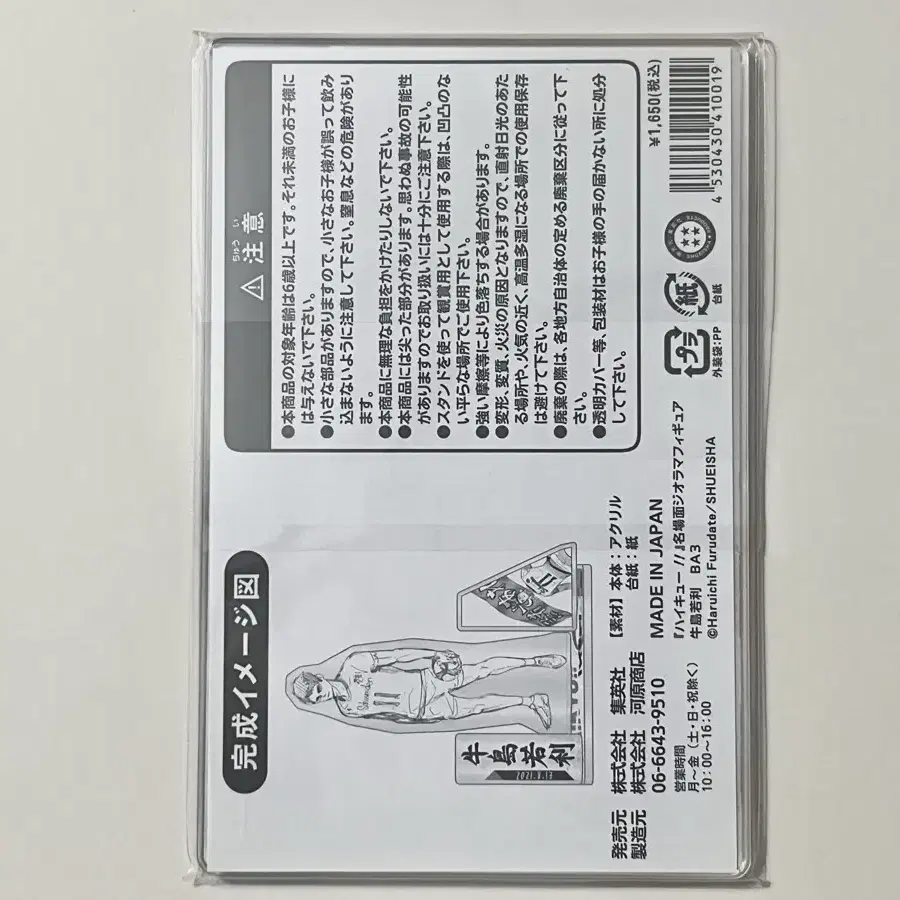 完成イメージ図
牛島若利
11
⚠ 注意
ちゅう い
●本商品の対象年齢は6歳以上です。それ未満のお子様に
は与えないで下さい。
●小さな部品がありますので、小さなお子様が誤って飲み
込まないように注意して下さい。窒息などの危険があり
ます。
●本商品に無理な負担をかけたりしないで下さい。
●本商品には尖った部分があります。思わぬ事故の可能性
がありますのでお取り扱いには十分にご注意下さい。
●スタンドを使って観賞用として使用する際は、凹凸のな
い平らな場所でご使用下さい。
●強い摩擦等により色落ちする場合があります。
●変形、変質、火災の原因となりますので、直射日光のあた
る場所や、火気の近く、高温多湿になる場所での使用保存
は避けて下さい。
●廃棄の際は、各地方自治体の定める廃棄区分に従って下
さい。
●透明カバー等、包装材はお子様の手の届かない所に処分
して下さい。
発売元 株式会社 集英社
製造元 株式会社 河原商店
06-6643-9510
営業時間
月～金（土・日・祝除く）
10：00～16：00
【素材】本体：アクリル
台紙：紙
MADE IN JAPAN
『ハイキュー!!』名場面ジオラマフィギュア
牛島若利 BA3
©Haruichi Furudate/SHUEISHA
プラ
外装袋:PP
紙
台紙
¥1,650(税込)
4 530430 410019